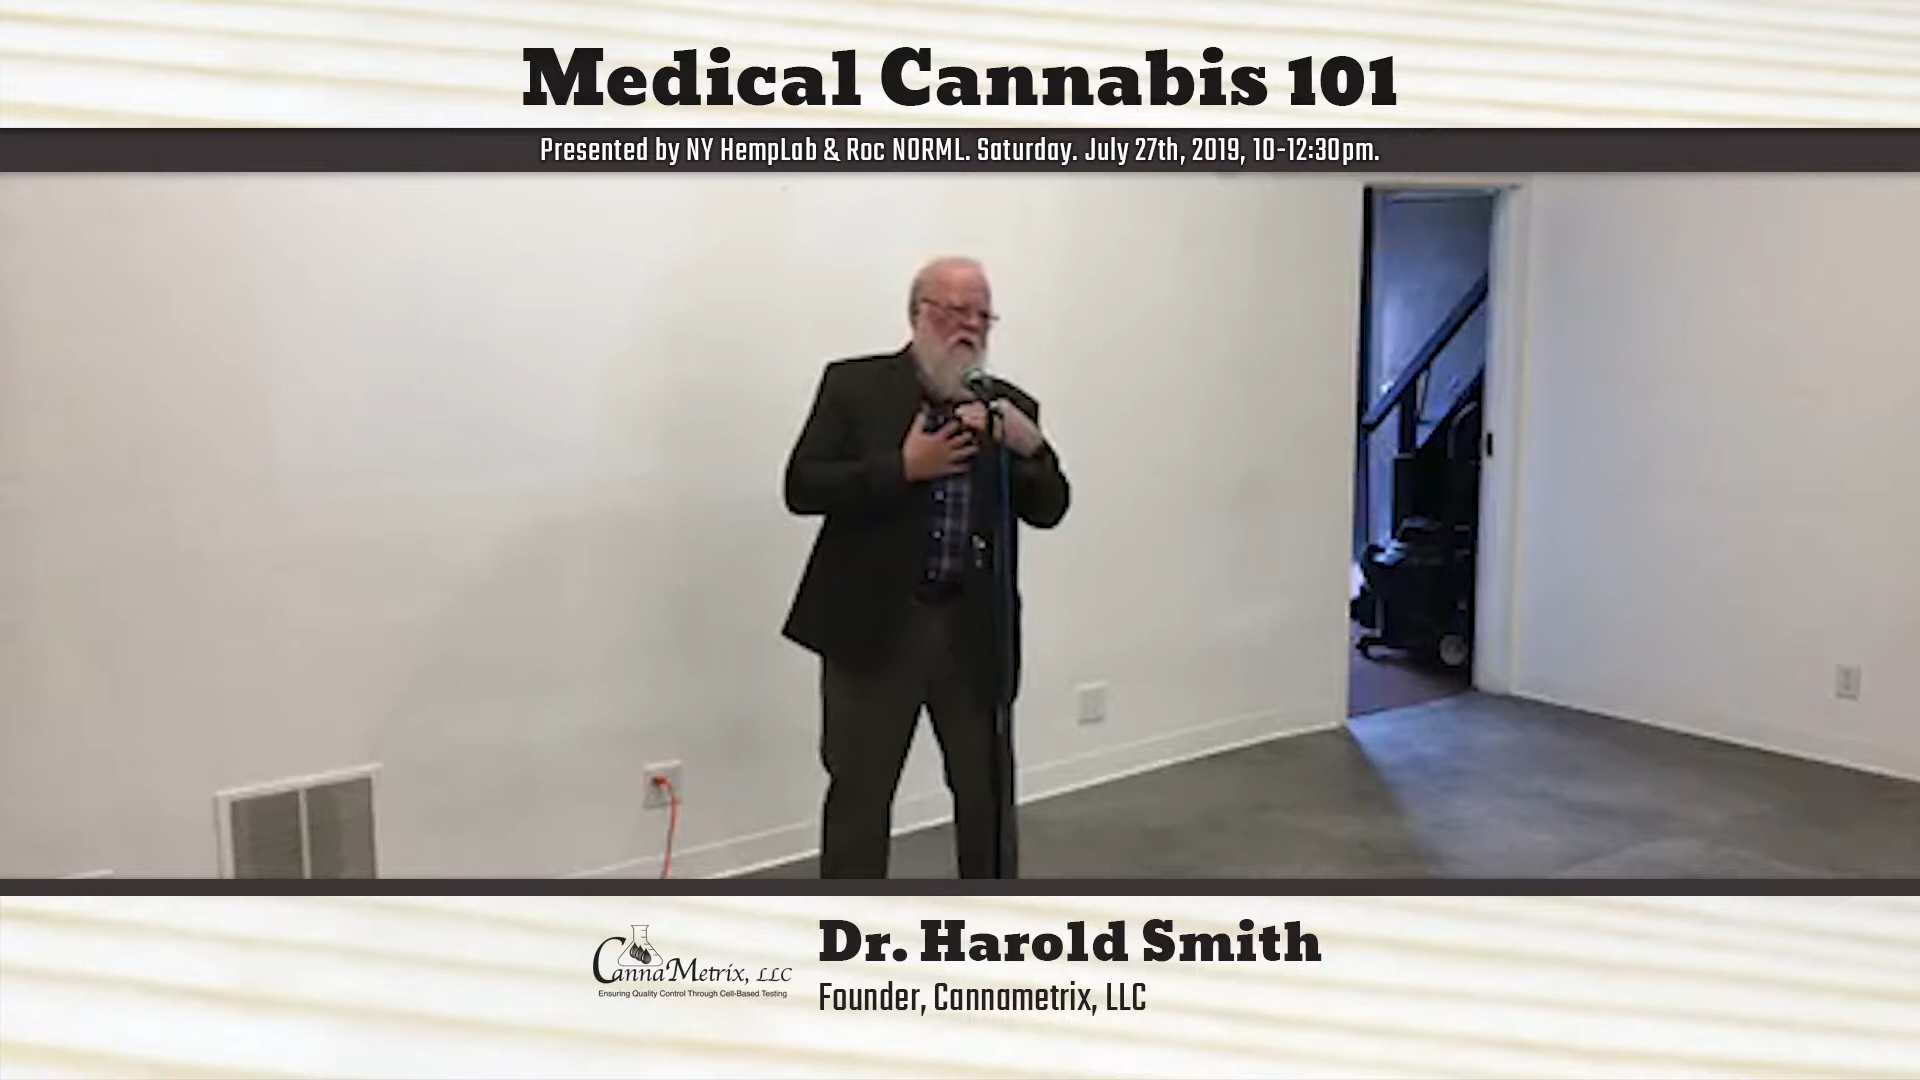 Medical Cannabis 101
Presented by NY HempLab & Roc NORML. Saturday. July 27th, 2019, 10-12:30pm.
CannaMetrix, LLC
Ensuring Quality Control Through Cell-Based Testing
Dr. Harold Smith
Founder, Cannametrix, LLC